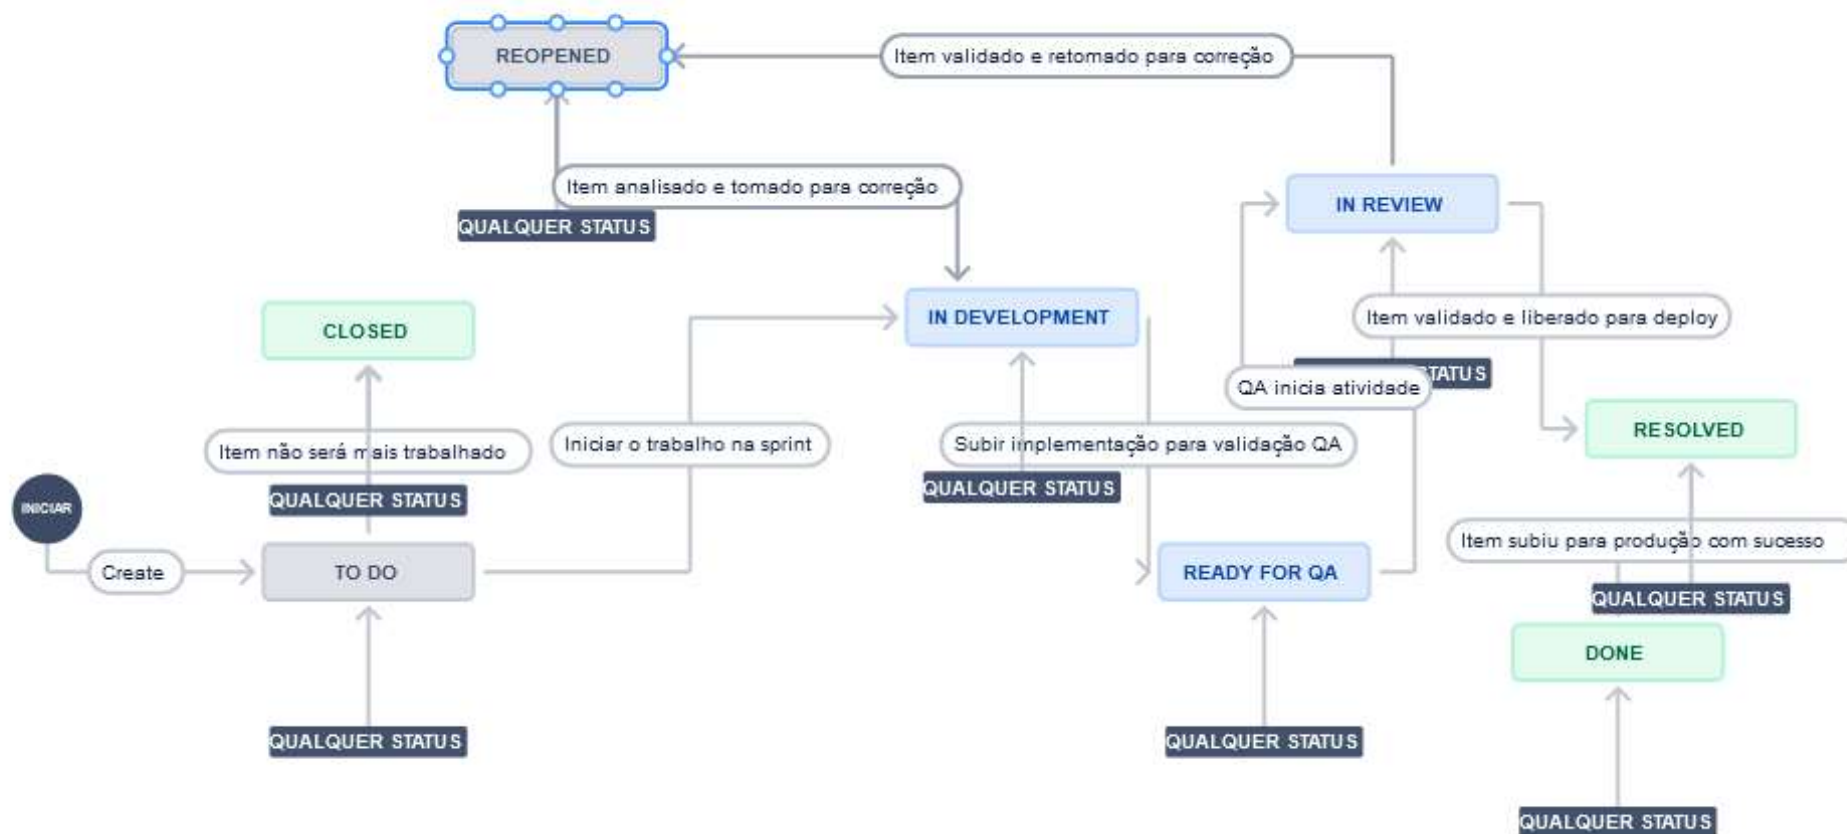 REOPENED
Item validado e retomado para correção
Item analisado e tomado para correção
QUALQUER STATUS
IN REVIEW
CLOSED
IN DEVELOPMENT
Item validado e liberado para deploy
STATUS
QA inicia atividade
RESOLVED
Item não será mais trabalhado
Iniciar o trabalho na sprint
Subir implementação para validação QA
QUALQUER STATUS
QUALQUER STATUS
INICIAR
Create
TO DO
READY FOR QA
Item subiu para produção com sucesso
QUALQUER STATUS
DONE
QUALQUER STATUS
QUALQUER STATUS
QUALQUER STATUS